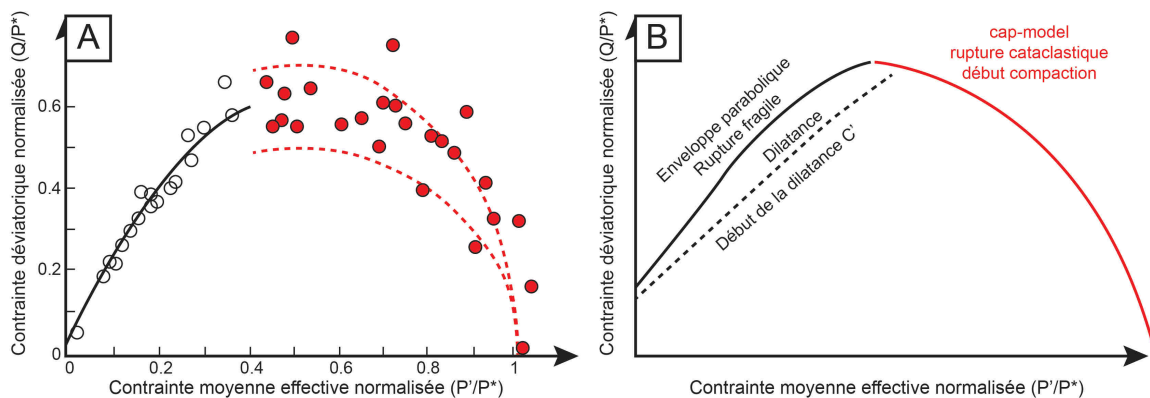 A
Contrainte déviatorique normalisée (Q/P*)
0.6
0.4
0.2
0
0
0.2
0.4
0.6
0.8
1
Contrainte moyenne effective normalisée (P'/P*)
B
Contrainte déviatorique normalisée (Q/P*)
cap-model
rupture cataclastique
début compaction
Enveloppe parabolique
Rupture fragile
Dilatance
Début de la dilatance C'
Contrainte moyenne effective normalisée (P'/P*)